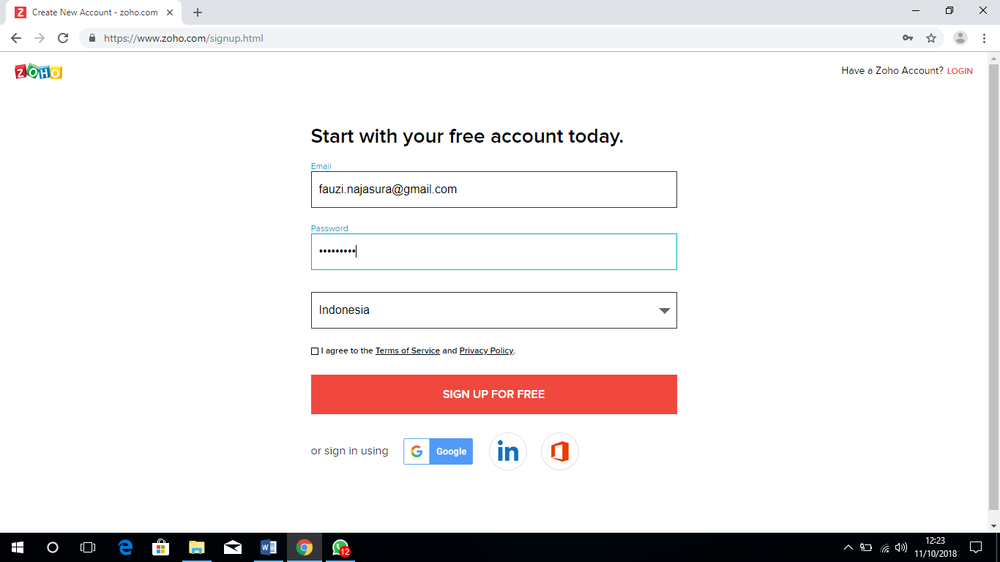 Create New Account - zoho.com
https://www.zoho.com/signup.html
ZOHO
Have a Zoho Account? LOGIN
Start with your free account today.
Email
fauzi.najasura@gmail.com
Password
•••••••••
Indonesia
I agree to the Terms of Service and Privacy Policy.
SIGN UP FOR FREE
or sign in using
Google
in
12
12:23
11/10/2018